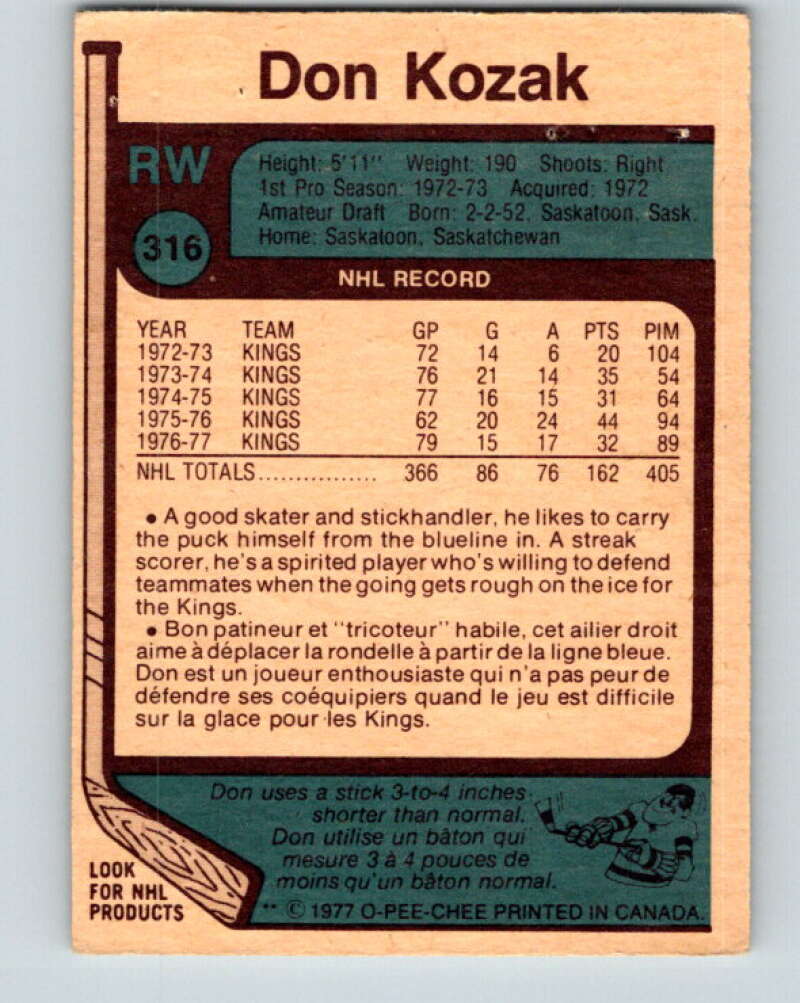 Don Kozak
RW
Height: 5'11" Weight: 190 Shoots: Right
1st Pro Season: 1972-73 Acquired: 1972
Amateur Draft Born: 2-2-52, Saskatoon, Sask.
Home: Saskatoon, Saskatchewan
316
NHL RECORD
YEAR TEAM GP G A PTS PIM
1972-73 KINGS 72 14 6 20 104
1973-74 KINGS 76 21 14 35 54
1974-75 KINGS 77 16 15 31 64
1975-76 KINGS 62 20 24 44 94
1976-77 KINGS 79 15 17 32 89
NHL TOTALS................ 366 86 76 162 405
• A good skater and stickhandler, he likes to carry
the puck himself from the blueline in. A streak
scorer, he's a spirited player who's willing to defend
teammates when the going gets rough on the ice for
the Kings.
• Bon patineur et "tricoteur" habile, cet ailier droit
aime à déplacer la rondelle à partir de la ligne bleue.
Don est un joueur enthousiaste qui n'a pas peur de
défendre ses coéquipiers quand le jeu est difficile
sur la glace pour les Kings.
Don uses a stick 3-to-4 inches
shorter than normal.
Don utilise un bâton qui
mesure 3 à 4 pouces de
moins qu'un bâton normal.
LOOK
FOR NHL
PRODUCTS
** © 1977 O-PEE-CHEE PRINTED IN CANADA.